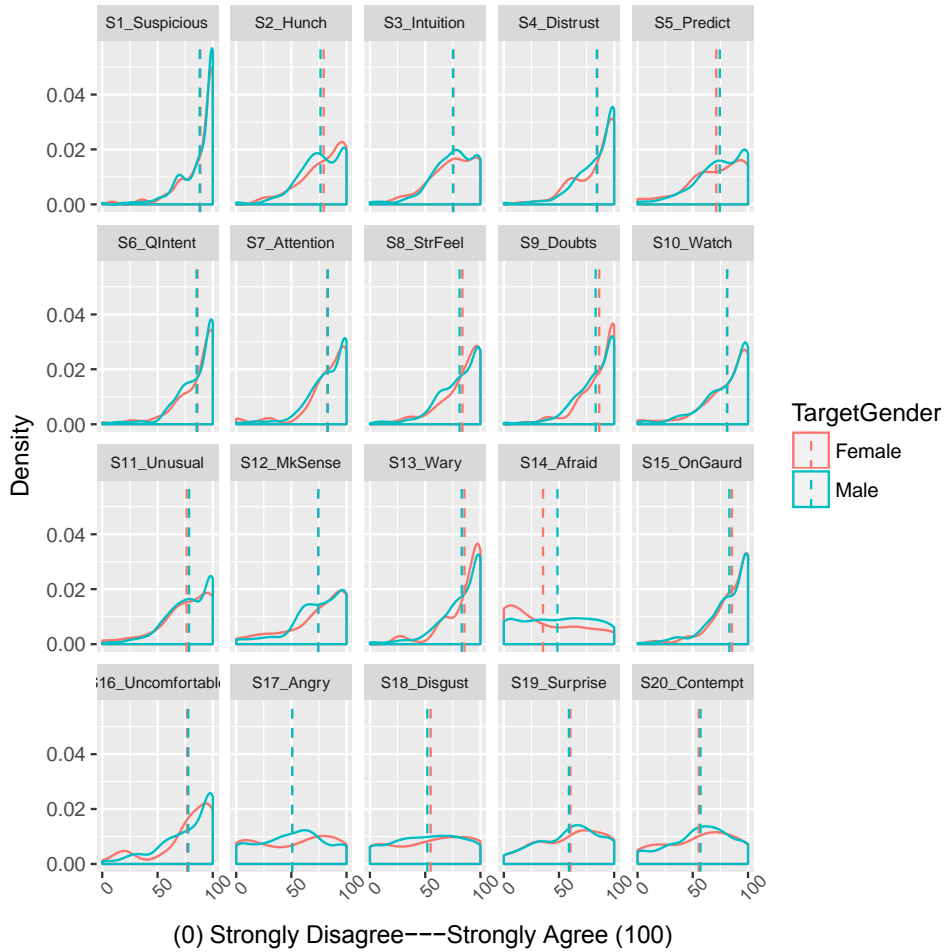 S1_Suspicious S2_Hunch S3_Intuition S4_Distrust S5_Predict
0.04
0.02
0.00
S6_QIntent S7_Attention S8_StrFeel S9_Doubts S10_Watch
0.04
0.02
0.00
S11_Unusual S12_MkSense S13_Wary S14_Afraid S15_OnGaurd
0.04
0.02
0.00
S16_Uncomfortable S17_Angry S18_Disgust S19_Surprise S20_Contempt
0.04
0.02
0.00
0 50 100 0 50 100 0 50 100 0 50 100 0 50 100
(0) Strongly Disagree---Strongly Agree (100)
Density
TargetGender
Female
Male